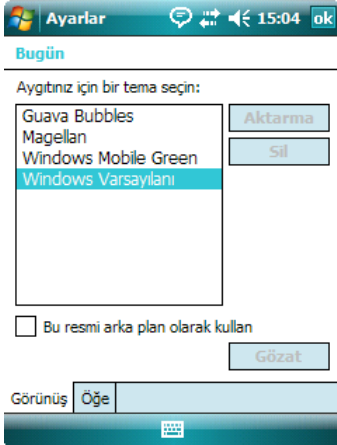 Ayarlar 15:04 ok
Bugün
Aygıtınız için bir tema seçin:
Guava Bubbles
Magellan
Windows Mobile Green
Windows Varsayılanı
Aktarma
Sil
Bu resmi arka plan olarak kullan
Gözat
Görünüş Öğe